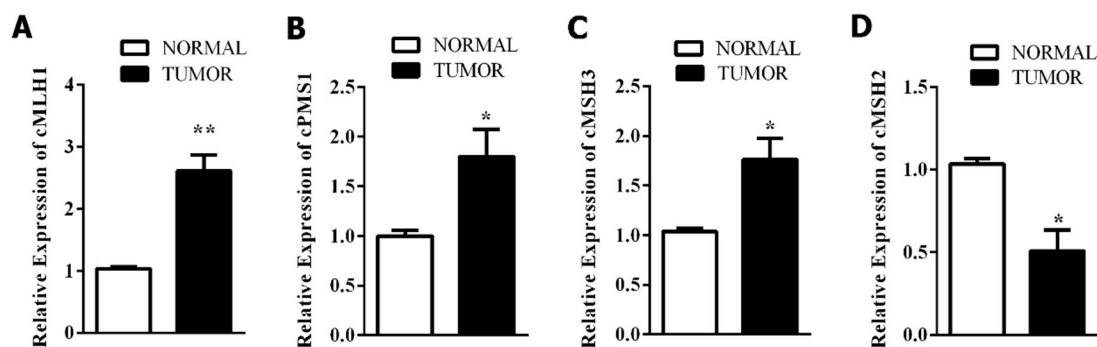 A
NORMAL
TUMOR
Relative Expression of cMLH1
4
3
2
1
0
**
B
NORMAL
TUMOR
Relative Expression of cPMS1
2.5
2.0
1.5
1.0
0.5
0.0
*
C
NORMAL
TUMOR
Relative Expression of cMSH3
2.5
2.0
1.5
1.0
0.5
0.0
*
D
NORMAL
TUMOR
Relative Expression of cMSH2
1.5
1.0
0.5
0.0
*